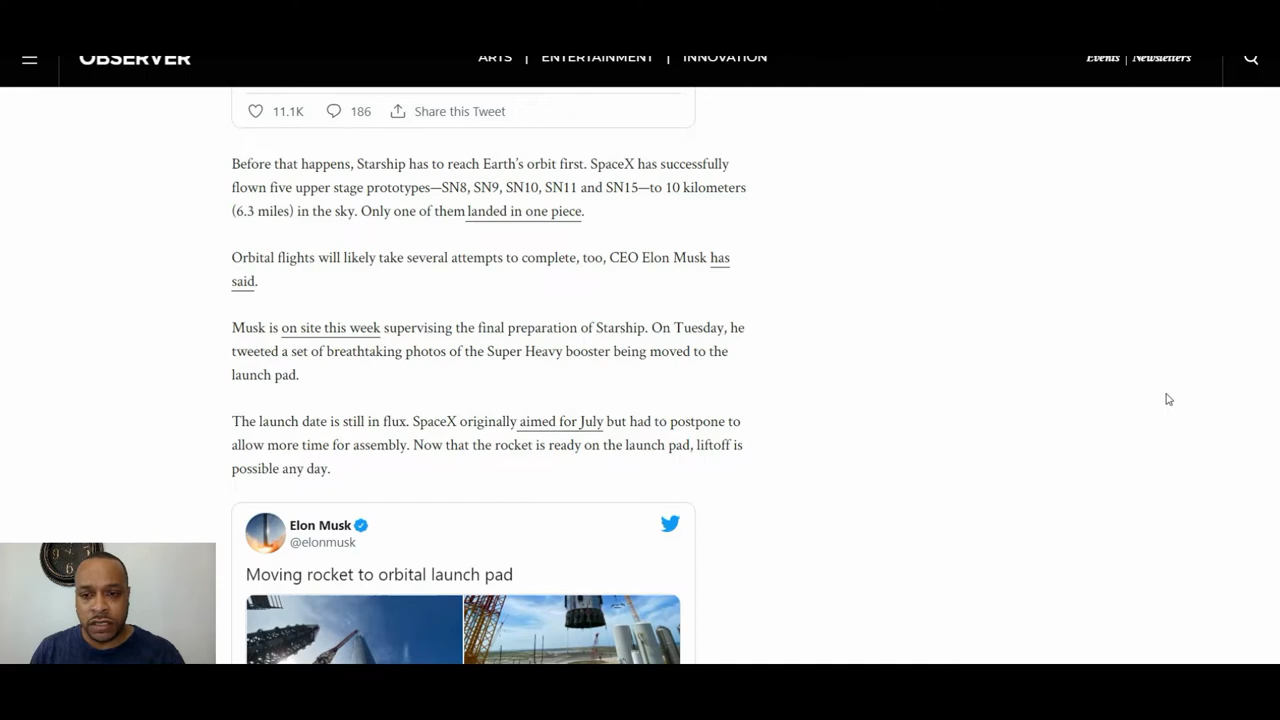 OBSERVER
ARTS | ENTERTAINMENT | INNOVATION
Events | Newsletters
11.1K 186 Share this Tweet
Before that happens, Starship has to reach Earth’s orbit first. SpaceX has successfully
flown five upper stage prototypes—SN8, SN9, SN10, SN11 and SN15—to 10 kilometers
(6.3 miles) in the sky. Only one of them landed in one piece.
Orbital flights will likely take several attempts to complete, too, CEO Elon Musk has
said.
Musk is on site this week supervising the final preparation of Starship. On Tuesday, he
tweeted a set of breathtaking photos of the Super Heavy booster being moved to the
launch pad.
The launch date is still in flux. SpaceX originally aimed for July but had to postpone to
allow more time for assembly. Now that the rocket is ready on the launch pad, liftoff is
possible any day.
Elon Musk
@elonmusk
Moving rocket to orbital launch pad